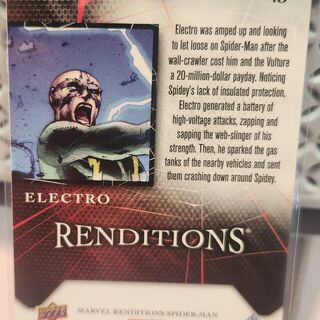 Electro was amped up and looking
to let loose on Spider-Man after the
wall-crawler cost him and the Vulture
a 20-million-dollar payday. Noticing
Spidey's lack of insulated protection,
Electro generated a battery of
high-voltage attacks, zapping and
sapping the web-slinger of his
strength. Then, he sparked the gas
tanks of the nearby vehicles and sent
them crashing down around Spidey.
ELECTRO
RENDITIONS®
MARVEL RENDITIONS SPIDER-MAN